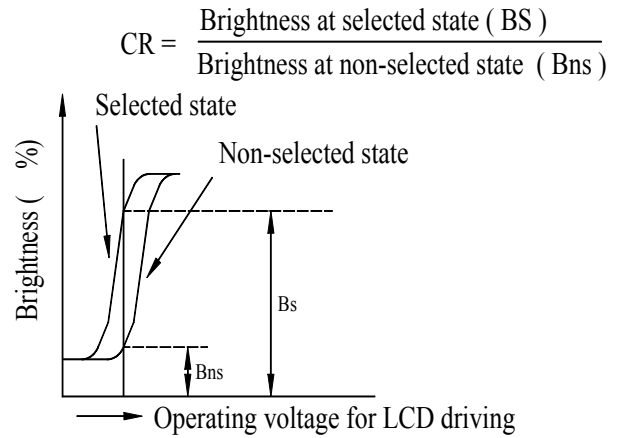 CR = Brightness at selected state ( BS )
Brightness at non-selected state ( Bns )
Selected state
Non-selected state
Brightness ( %)
Bs
Bns
Operating voltage for LCD driving